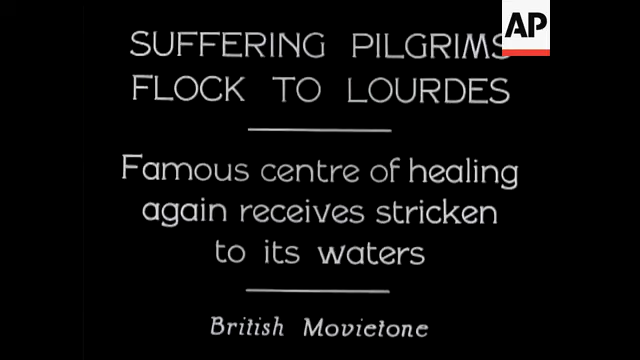 AP
SUFFERING PILGRIMS
FLOCK TO LOURDES
Famous centre of healing
again receives stricken
to its waters
British Movietone